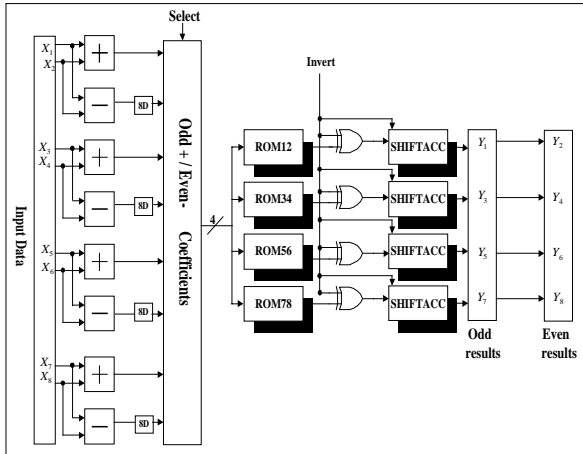 Select
Input Data
X1
X2
8D
X3
X4
8D
X5
X6
8D
X7
X8
8D
Odd +/Even-
Coefficients
4
Invert
ROM12
ROM34
ROM56
ROM78
SHIFTACC
SHIFTACC
SHIFTACC
SHIFTACC
Y1
Y3
Y5
Y7
Odd
results
Y2
Y4
Y6
Y8
Even
results